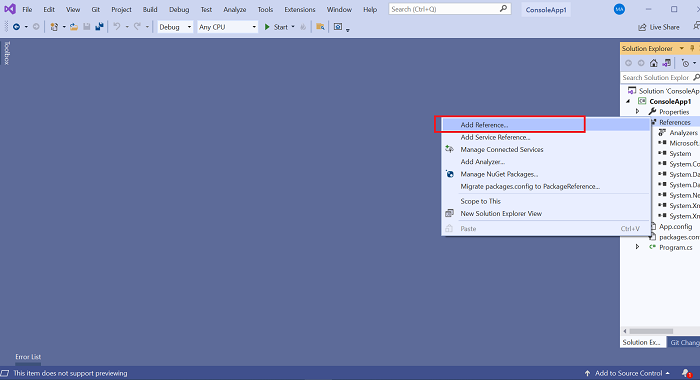 File Edit View Git Project Build Debug Test Analyze Tools Extensions Window Help Search (Ctrl+Q) ConsoleApp1 MA
Debug Any CPU Start Live Share
Toolbox
Solution Explorer
Search Solution Explor
Solution 'ConsoleAp
ConsoleApp1
Properties
References
Analyzers
Microsoft.
System
System.Co
System.Da
System.Da
System.Ne
System.Xm
System.Xm
App.config
packages.con
Program.cs
Add Reference...
Add Service Reference...
Manage Connected Services
Add Analyzer...
Manage NuGet Packages...
Migrate packages.config to PackageReference...
Scope to This
New Solution Explorer View
Paste Ctrl+V
Solution Ex... Git Chang
Error List
This item does not support previewing Add to Source Control